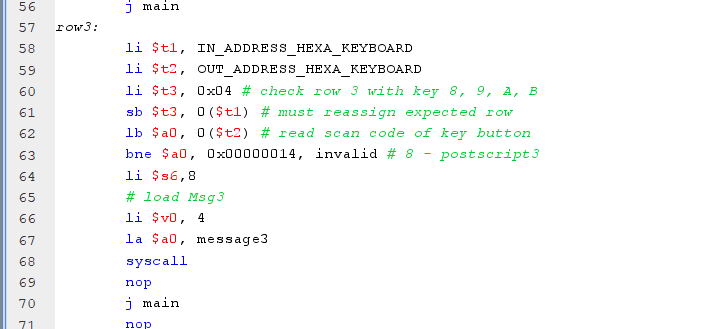 56 j main
57 row3:
58 li $t1, IN_ADDRESS_HEXA_KEYBOARD
59 li $t2, OUT_ADDRESS_HEXA_KEYBOARD
60 li $t3, 0x04 # check row 3 with key 8, 9, A, B
61 sb $t3, 0($t1) # must reassign expected row
62 lb $a0, 0($t2) # read scan code of key button
63 bne $a0, 0x00000014, invalid # 8 - postscript3
64 li $s6,8
65 # load Msg3
66 li $v0, 4
67 la $a0, message3
68 syscall
69 nop
70 j main
71 nop